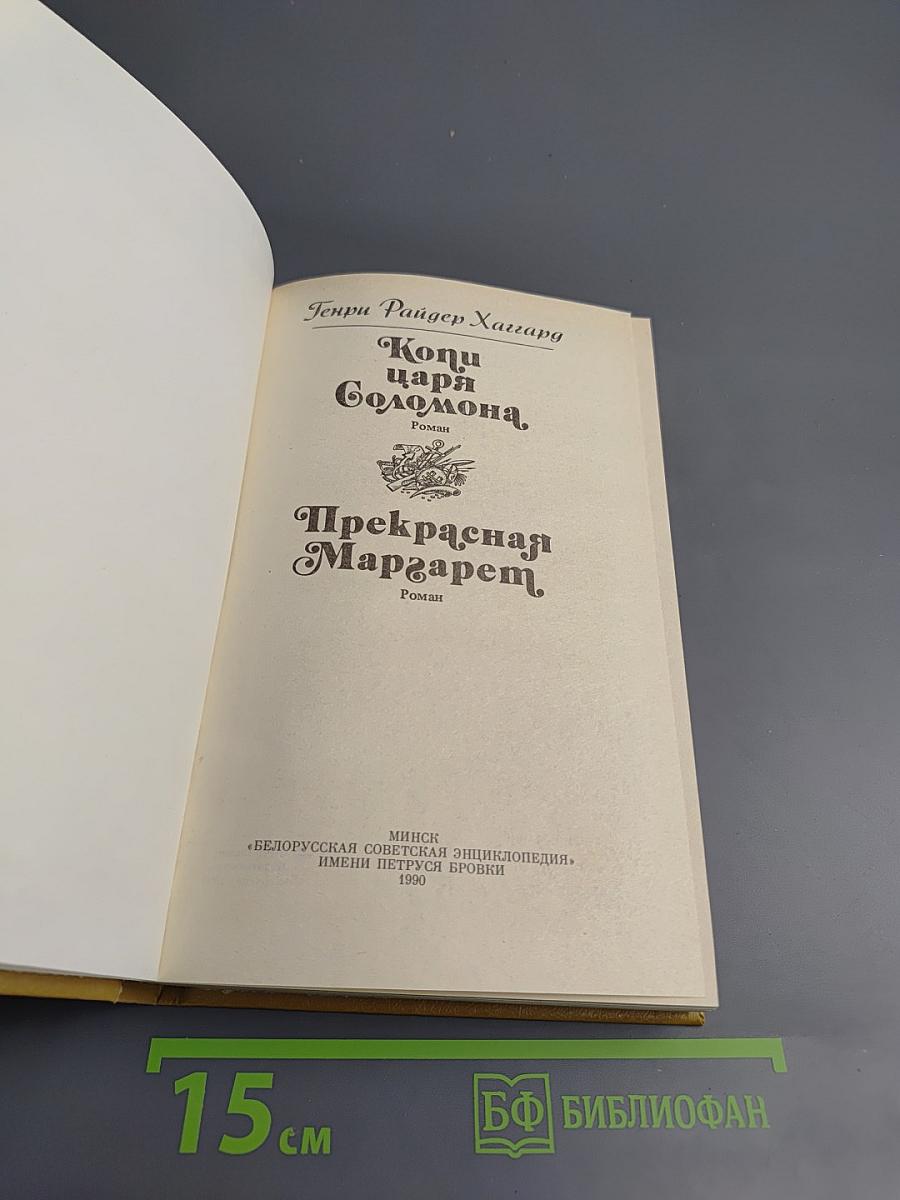 Генри Райдер Хаггард
Копи
царя
Соломона
Роман
Прекрасная
Маргарет
Роман
МИНСК
«БЕЛОРУССКАЯ СОВЕТСКАЯ ЭНЦИКЛОПЕДИЯ»
ИМЕНИ ПЕТРУСЯ БРОВКИ
1990
15 см
БФ БИБЛИОФАН